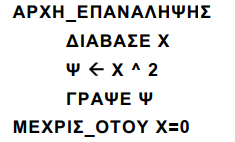 ΑΡΧΗ_ΕΠΑΝΑΛΗΨΗΣ
ΔΙΑΒΑΣΕ Χ
Ψ ← Χ ^ 2
ΓΡΑΨΕ Ψ
ΜΕΧΡΙΣ_ΟΤΟΥ Χ=0